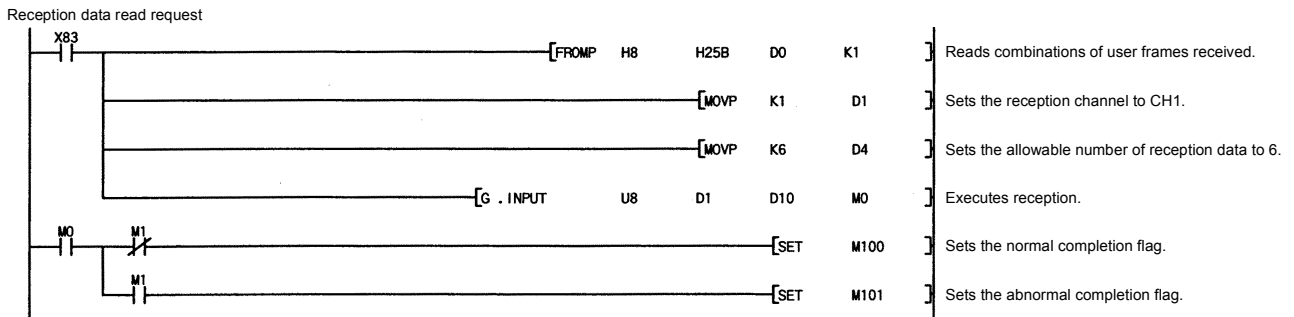 Reception data read request
X83
FROMP H8 H25B D0 K1 Reads combinations of user frames received.
MOVP K1 D1 Sets the reception channel to CH1.
MOVP K6 D4 Sets the allowable number of reception data to 6.
G . INPUT U8 D1 D10 M0 Executes reception.
M0 M1
SET M100 Sets the normal completion flag.
M1
SET M101 Sets the abnormal completion flag.